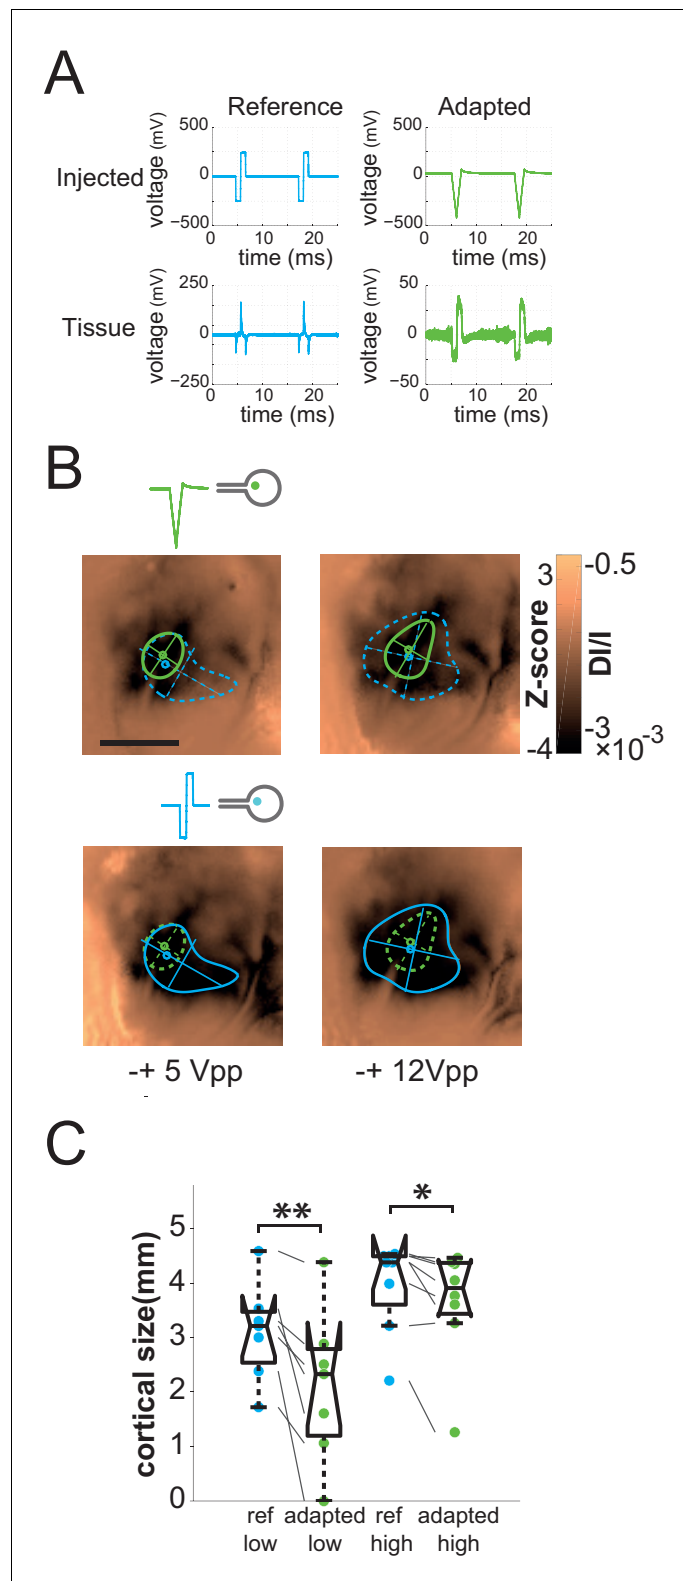 A
Reference Adapted
Injected
voltage (mV)
500
0
−500
0 10 20
time (ms)
voltage (mV)
500
0
−500
0 10 20
time (ms)
Tissue
voltage (mV)
250
0
−250
0 10 20
time (ms)
voltage (mV)
50
0
−50
0 10 20
time (ms)
B
Z-score
3
-4
DI/I
-0.5
-3
×10⁻³
-+ 5 Vpp
-+ 12Vpp
C
cortical size(mm)
5
4
3
2
1
0
** *
ref adapted ref adapted
low low high high